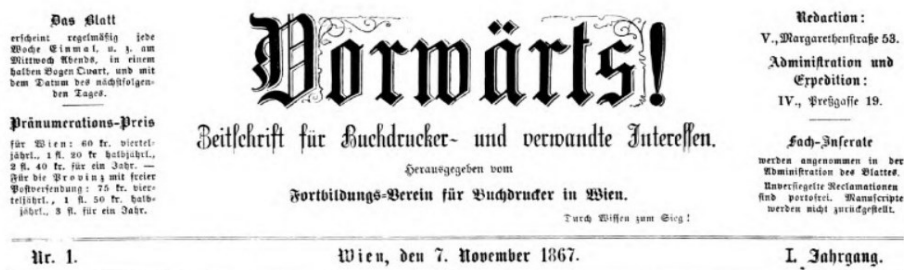 Das Blatt
erscheint regelmäßig jede
Woche Einmal, u. z. am
Mittwoch Abends, in einem
halben Bogen Quart, und mit
dem Datum des nächstfolgen-
den Tages.
Pränumerations-Preis
für Wien: 60 kr. viertel-
jährl., 1 fl. 20 kr halbjährl.,
2 fl. 40 kr. für ein Jahr. —
Für die Provinz mit freier
Postversendung: 75 kr. vier-
teljährl., 1 fl. 50 kr. halb-
jährl., 3 fl. für ein Jahr.
Vorwärts!
Zeitschrift für Buchdrucker- und verwandte Interessen.
Herausgegeben vom
Fortbildungs-Verein für Buchdrucker in Wien.
Durch Wissen zum Sieg!
Redaction:
V., Margarethenstraße 53.
Administration und
Expedition:
IV., Preßgasse 19.
Fach-Inserate
werden angenommen in der
Administration des Blattes.
Unversiegelte Reclamationen
sind portofrei. Manuscripte
werden nicht zurückgestellt.
Nr. 1.
Wien, den 7. November 1867.
I. Jahrgang.